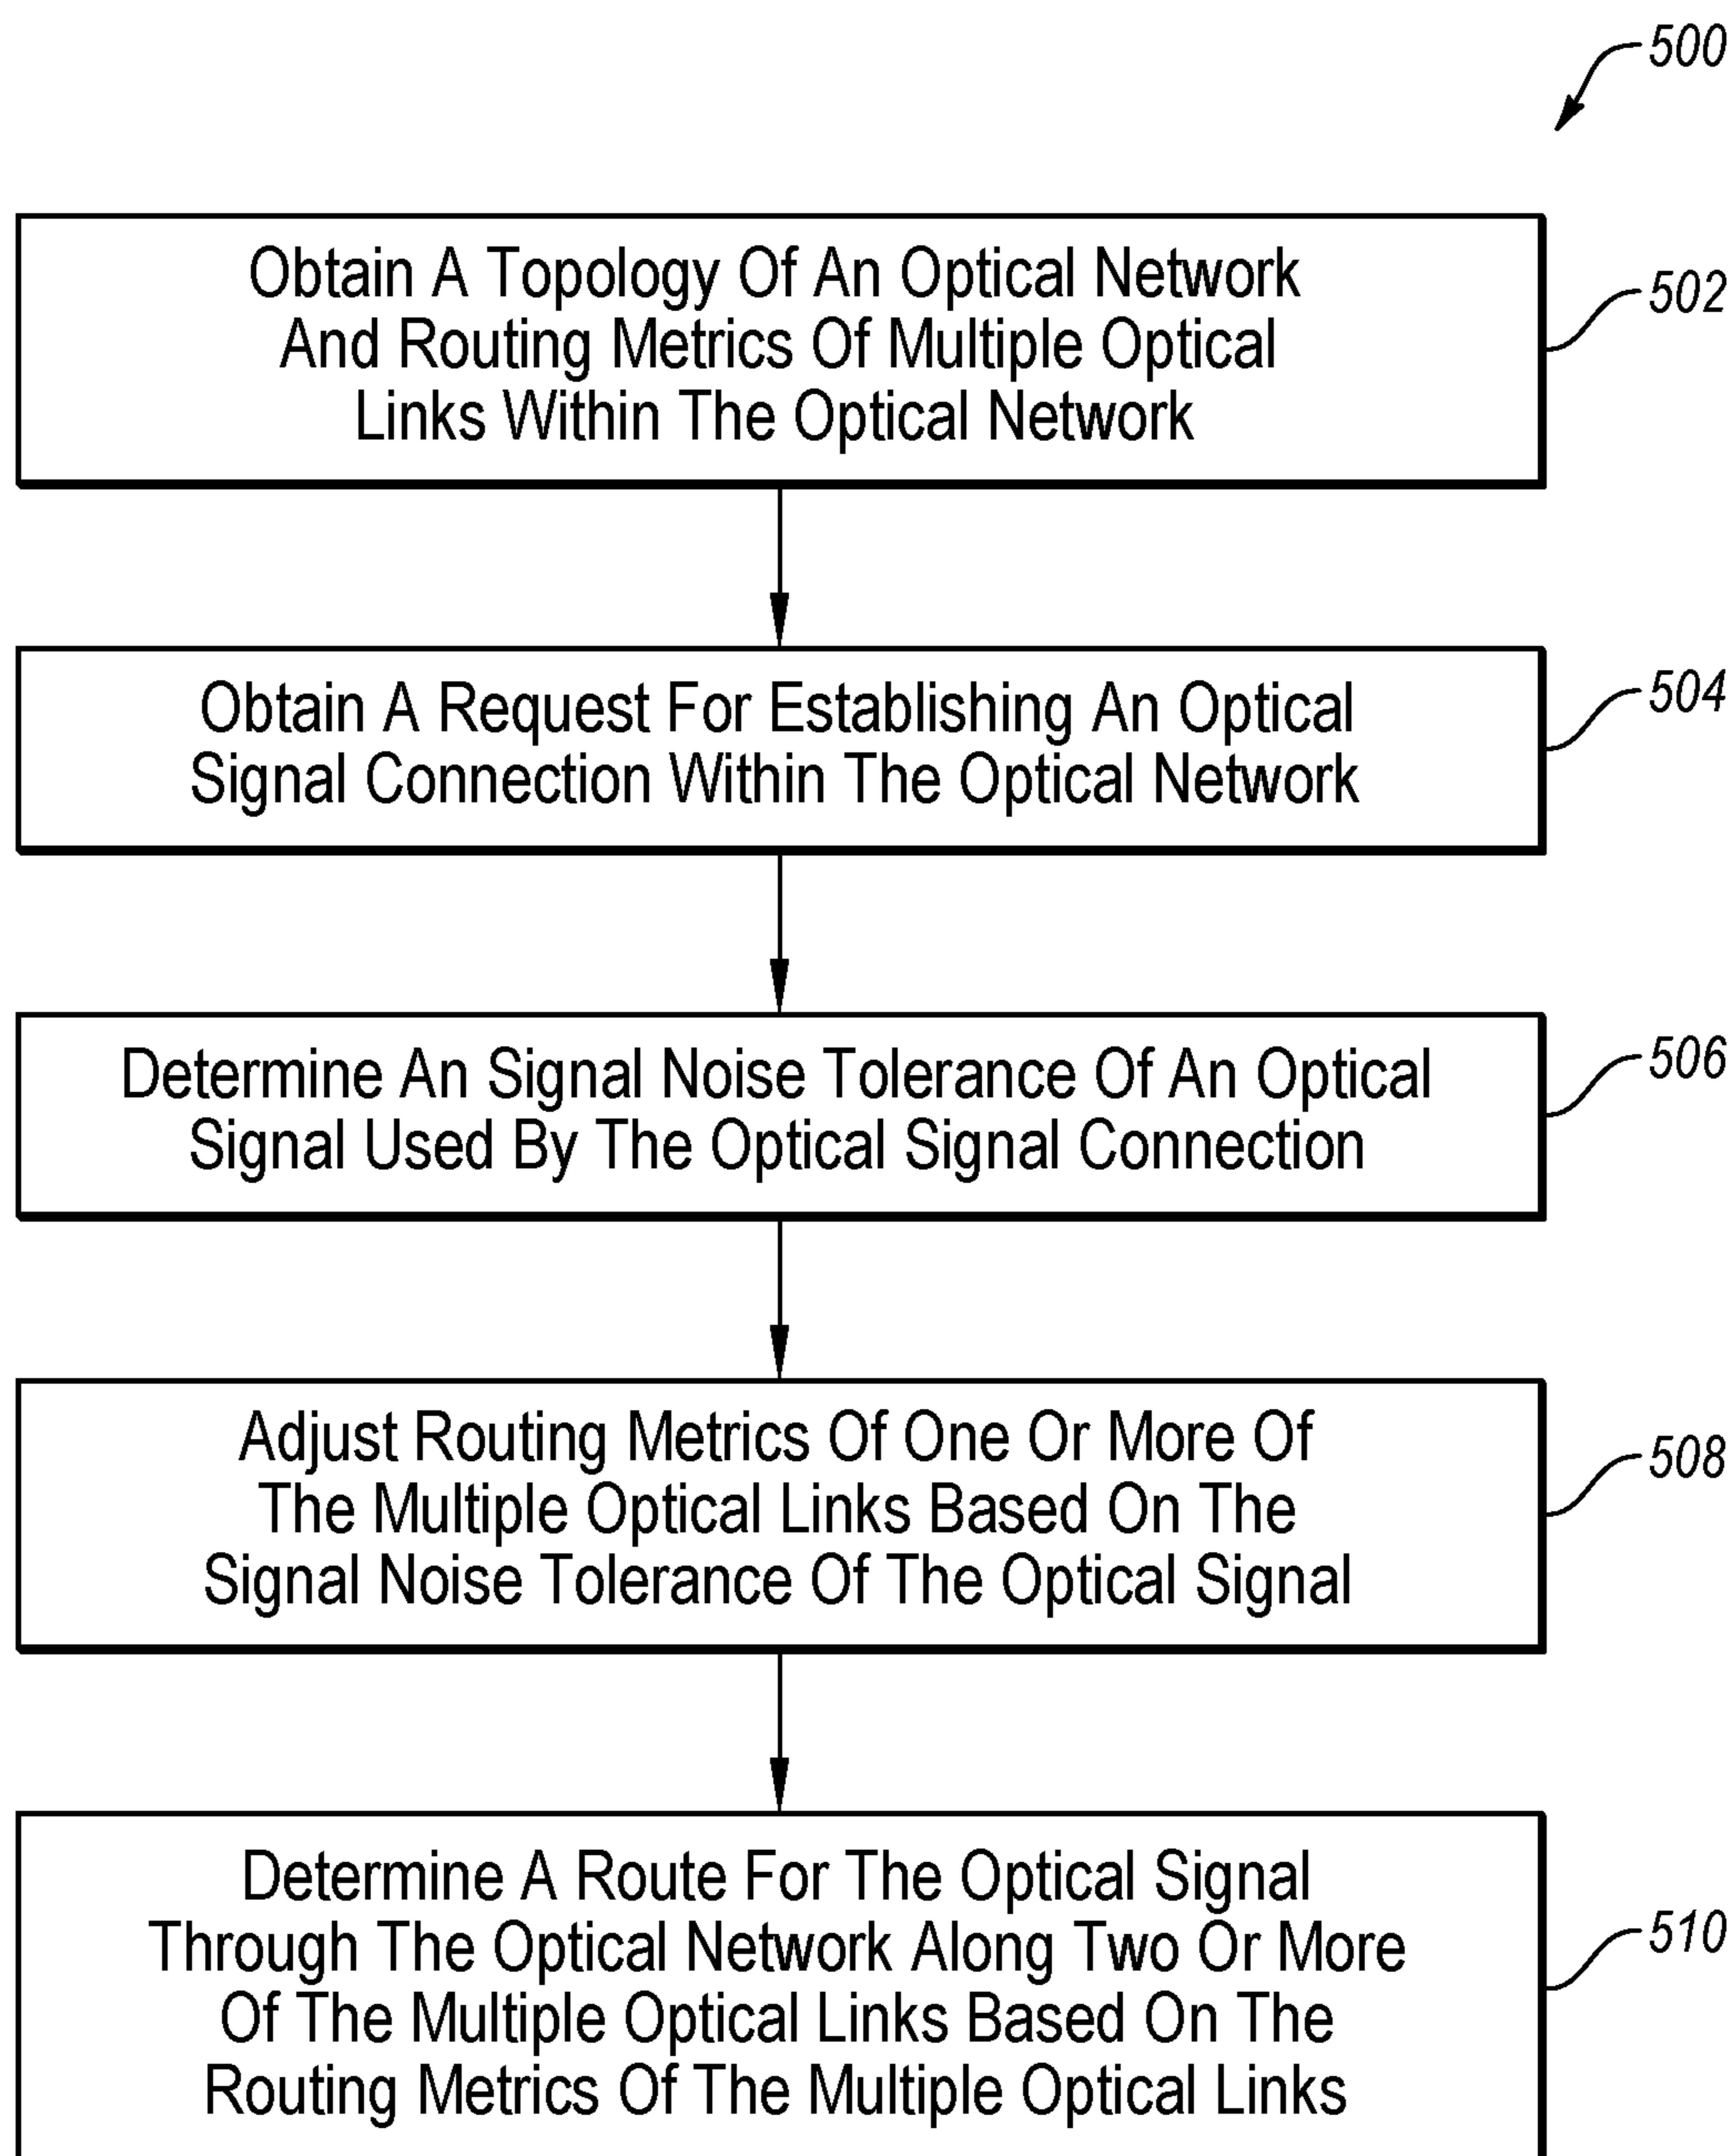 500
Obtain A Topology Of An Optical Network
And Routing Metrics Of Multiple Optical
Links Within The Optical Network
502
Obtain A Request For Establishing An Optical
Signal Connection Within The Optical Network
504
Determine An Signal Noise Tolerance Of An Optical
Signal Used By The Optical Signal Connection
506
Adjust Routing Metrics Of One Or More Of
The Multiple Optical Links Based On The
Signal Noise Tolerance Of The Optical Signal
508
Determine A Route For The Optical Signal
Through The Optical Network Along Two Or More
Of The Multiple Optical Links Based On The
Routing Metrics Of The Multiple Optical Links
510